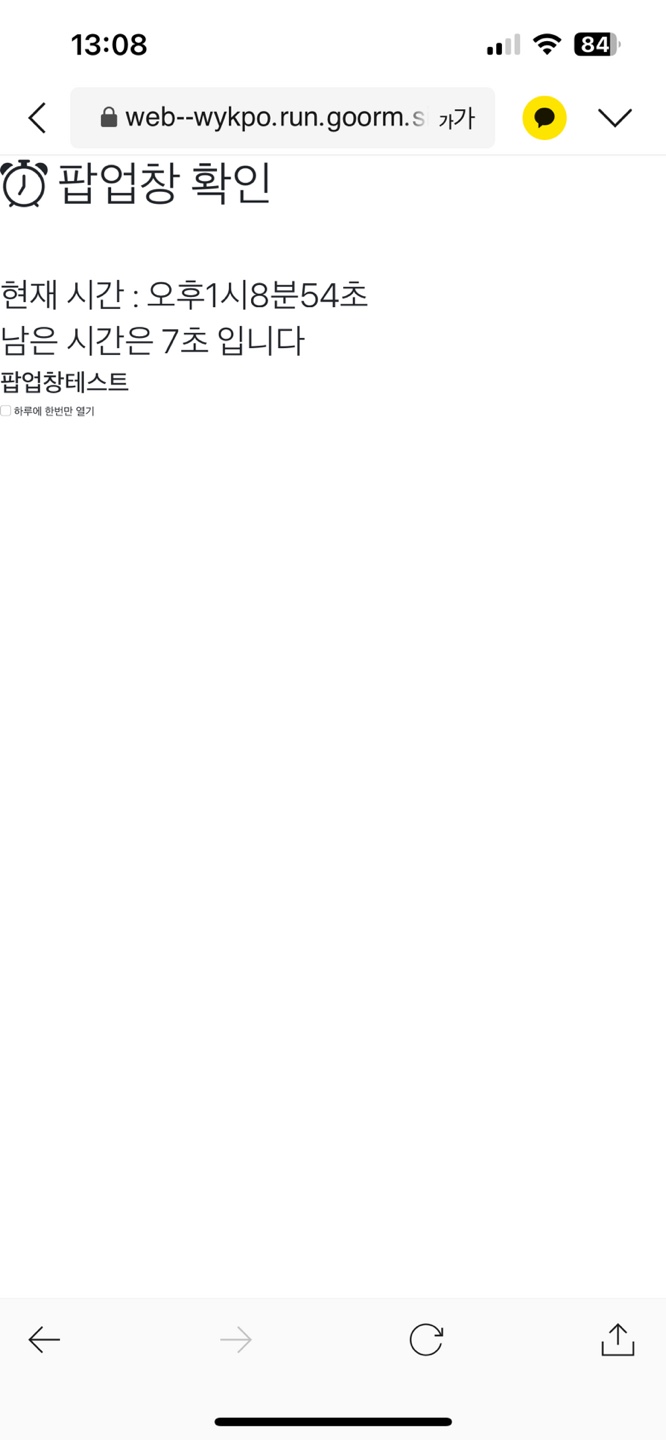 13:08
84
web--wykpo.run.goorm.s 가가
팝업창 확인
현재 시간 : 오후1시8분54초
남은 시간은 7초 입니다
팝업창테스트
하루에 한번만 열기